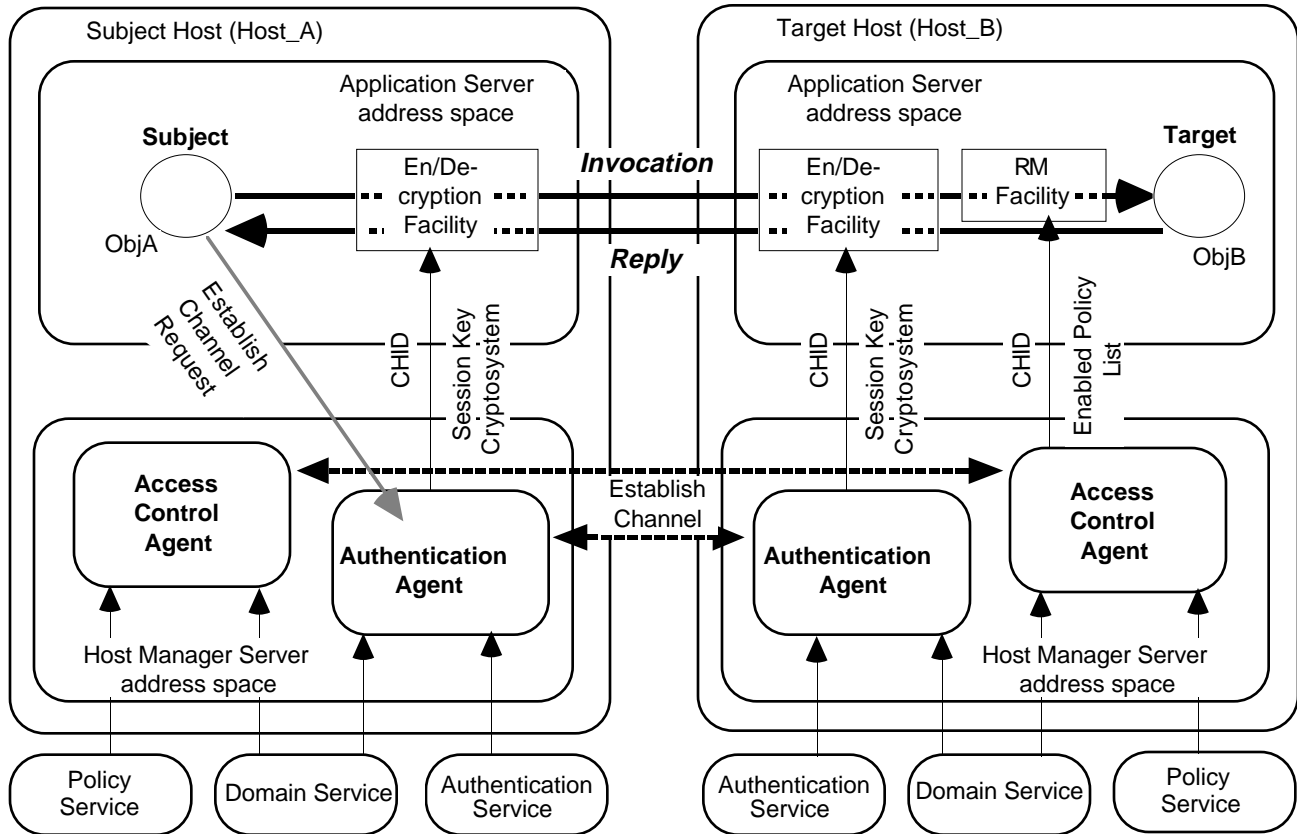 Subject Host (Host_A)
Application Server
address space
Subject
En/De-
cryption
Facility
ObjA
Establish
Channel
Request
CHID
Session Key
Cryptosystem
Invocation
Reply
Target Host (Host_B)
Application Server
address space
Target
En/De-
cryption
Facility
RM
Facility
ObjB
CHID
Session Key
Cryptosystem
CHID
Enabled Policy
List
Access
Control
Agent
Authentication
Agent
Host Manager Server
address space
Establish
Channel
Authentication
Agent
Access
Control
Agent
Host Manager Server
address space
Policy
Service
Domain Service
Authentication
Service
Authentication
Service
Domain Service
Policy
Service